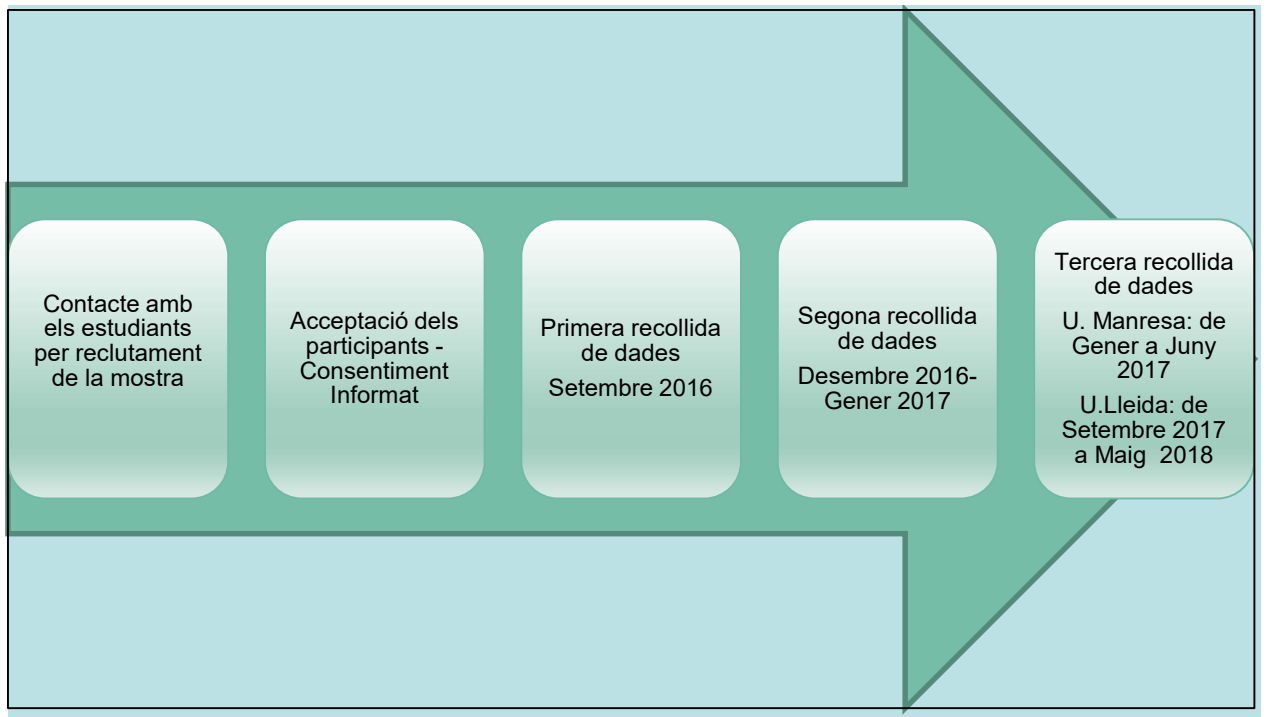 Contacte amb
els estudiants
per reclutament
de la mostra
Acceptació dels
participants -
Consentiment
Informat
Primera recollida
de dades
Setembre 2016
Segona recollida
de dades
Desembre 2016-
Gener 2017
Tercera recollida
de dades
U. Manresa: de
Gener a Juny
2017
U.Lleida: de
Setembre 2017
a Maig  2018